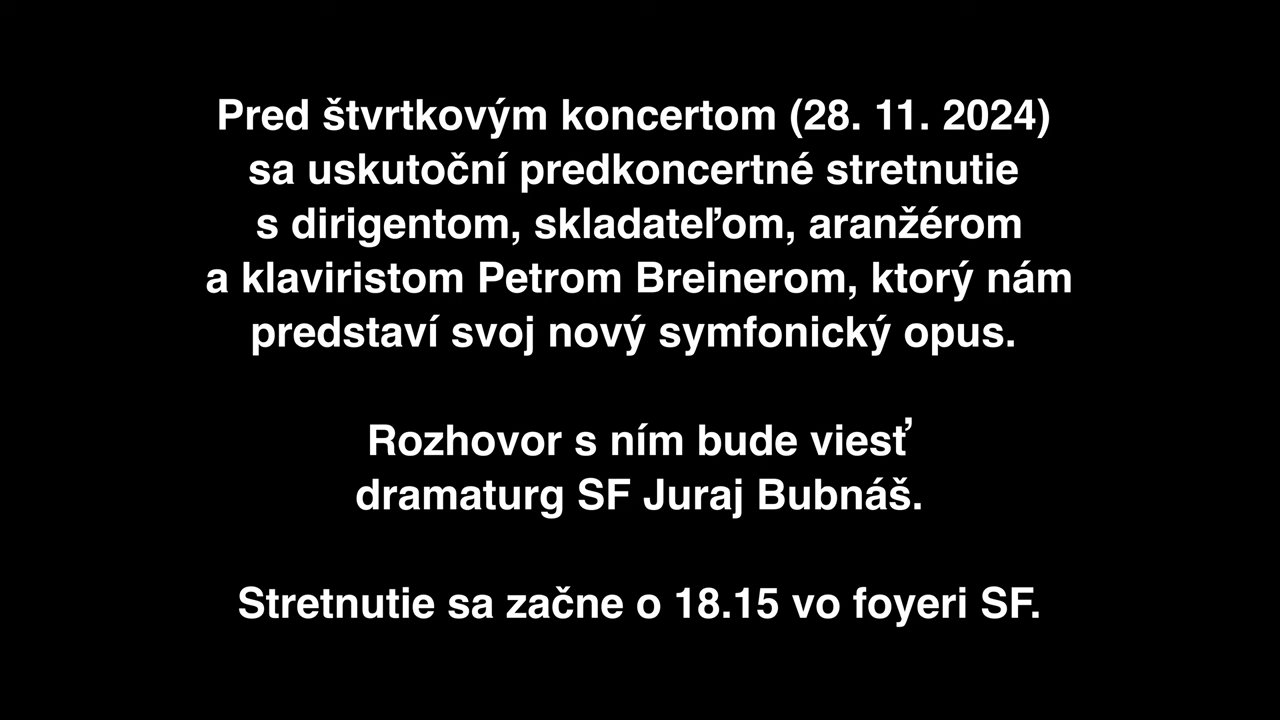 Pred štvrtkovým koncertom (28. 11. 2024)
sa uskutoční predkoncertné stretnutie
s dirigentom, skladateľom, aranžérom
a klaviristom Petrom Breinerom, ktorý nám
predstaví svoj nový symfonický opus.
Rozhovor s ním bude viesť
dramaturg SF Juraj Bubnáš.
Stretnutie sa začne o 18.15 vo foyeri SF.